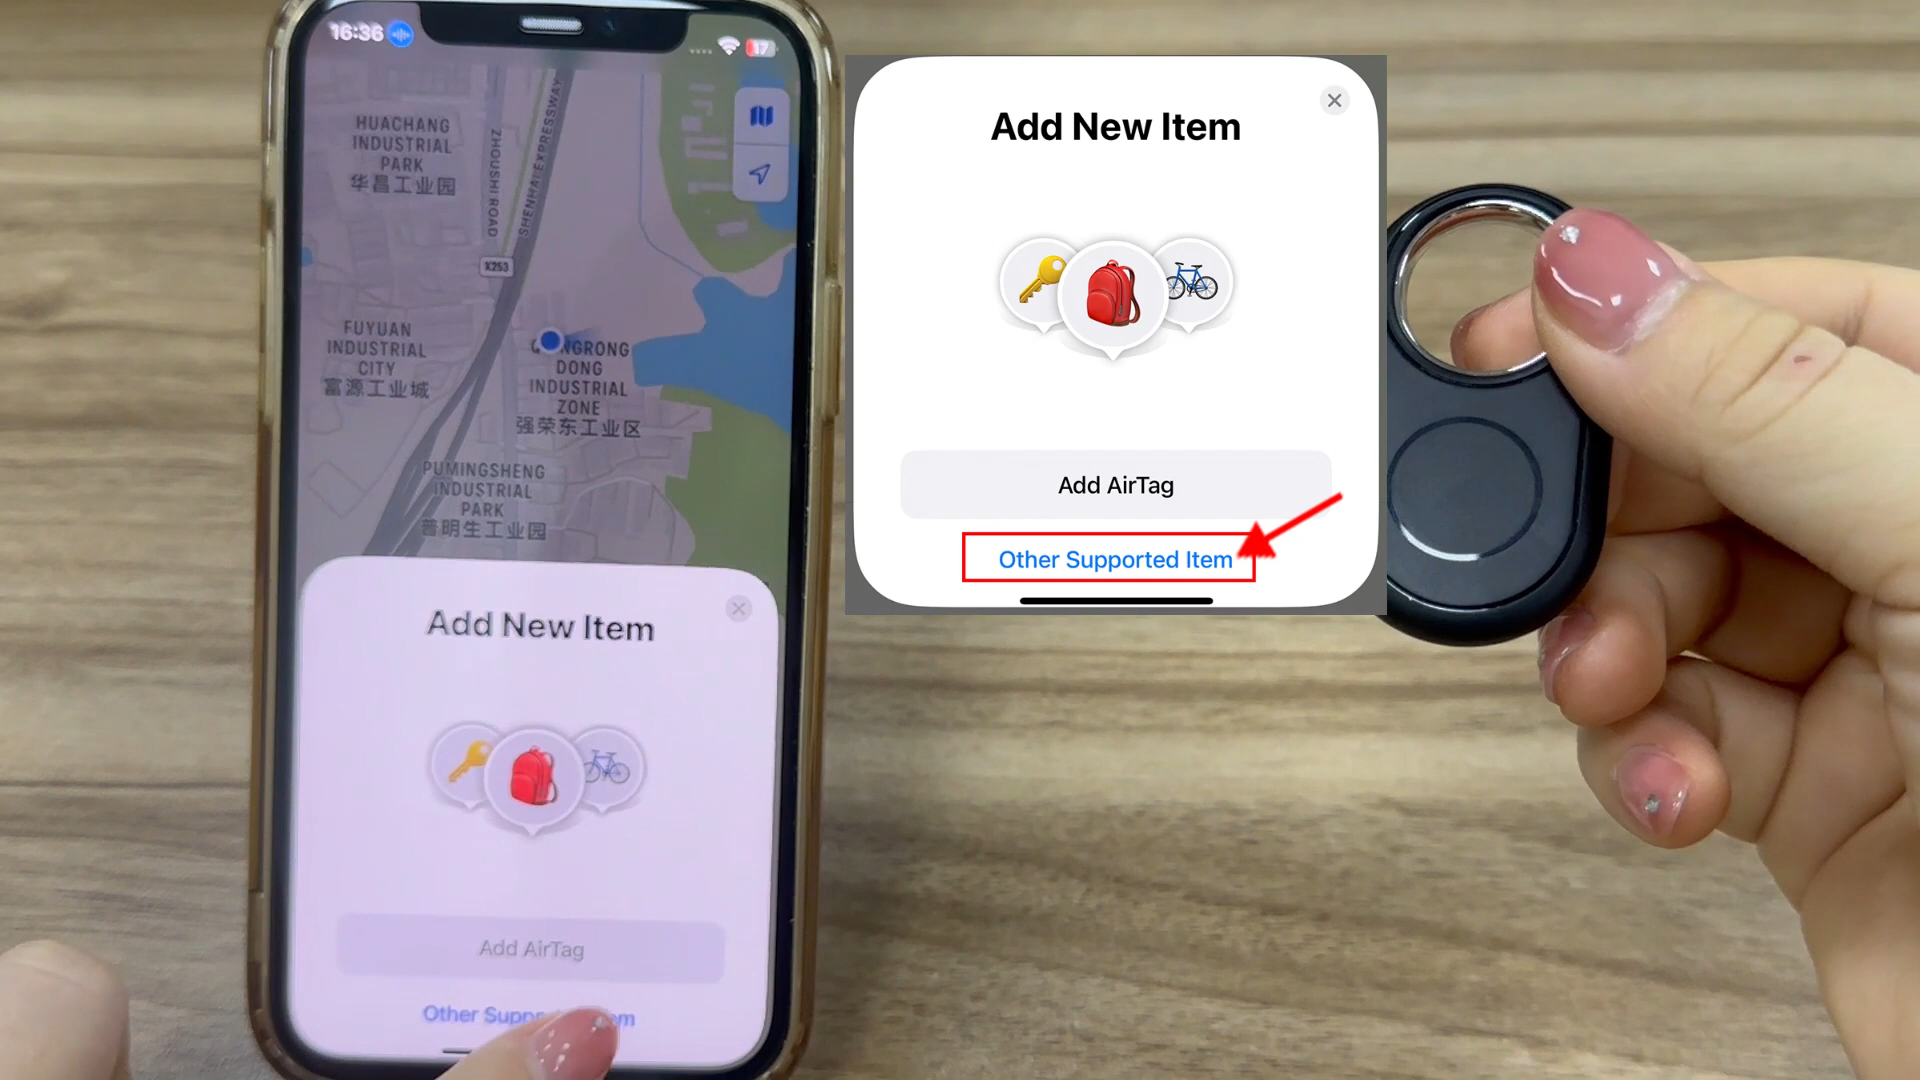 16:36
17
HUACHANG
INDUSTRIAL
PARK
华昌工业园
ZHOUSHI ROAD
SHENHAI EXPRESSWAY
X253
FUYUAN
INDUSTRIAL
CITY
富源工业城
DONG
INDUSTRIAL
ZONE
强荣东工业区
PUMINGSHENG
INDUSTRIAL
PARK
普明生工业园
Add New Item
Add AirTag
Other
Add New Item
Add AirTag
Other Supported Item